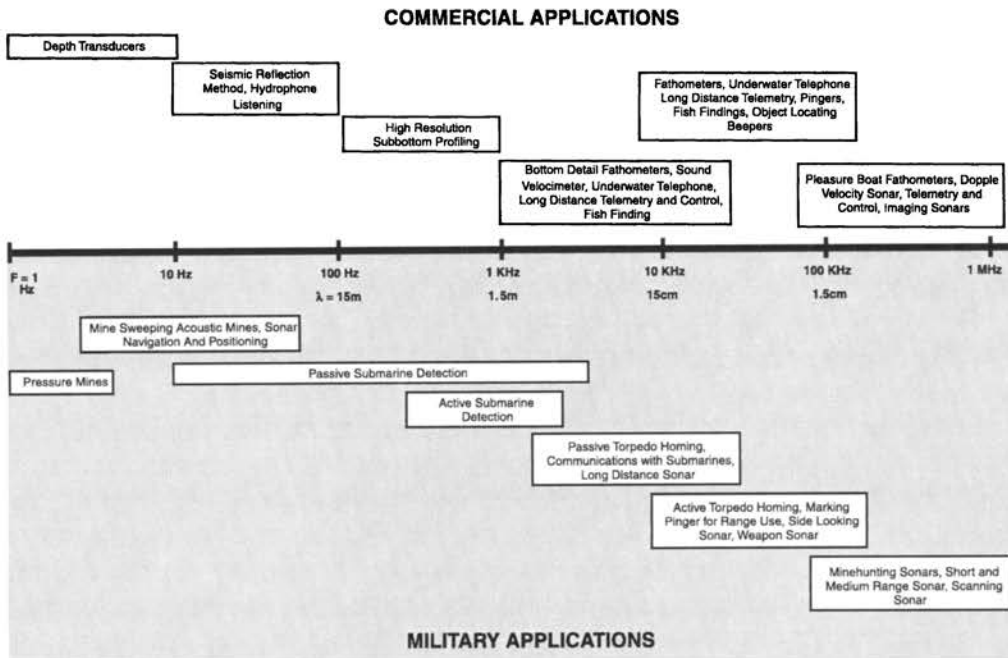 COMMERCIAL APPLICATIONS
Depth Transducers
Seismic Reflection
Method, Hydrophone
Listening
High Resolution
Subbottom Profiling
Fathometers, Underwater Telephone
Long Distance Telemetry, Pingers,
Fish Findings, Object Locating
Beepers
Bottom Detail Fathometers, Sound
Velocimeter, Underwater Telephone,
Long Distance Telemetry and Control,
Fish Finding
Pleasure Boat Fathometers, Dopple
Velocity Sonar, Telemetry and
Control, Imaging Sonars
F = 1
Hz
10 Hz
100 Hz
1 KHz
10 KHz
100 KHz
1 MHz
λ = 15m
1.5m
15cm
1.5cm
Mine Sweeping Acoustic Mines, Sonar
Navigation And Positioning
Pressure Mines
Passive Submarine Detection
Active Submarine
Detection
Passive Torpedo Homing,
Communications with Submarines,
Long Distance Sonar
Active Torpedo Homing, Marking
Pinger for Range Use, Side Looking
Sonar, Weapon Sonar
Minehunting Sonars, Short and
Medium Range Sonar, Scanning
Sonar
MILITARY APPLICATIONS